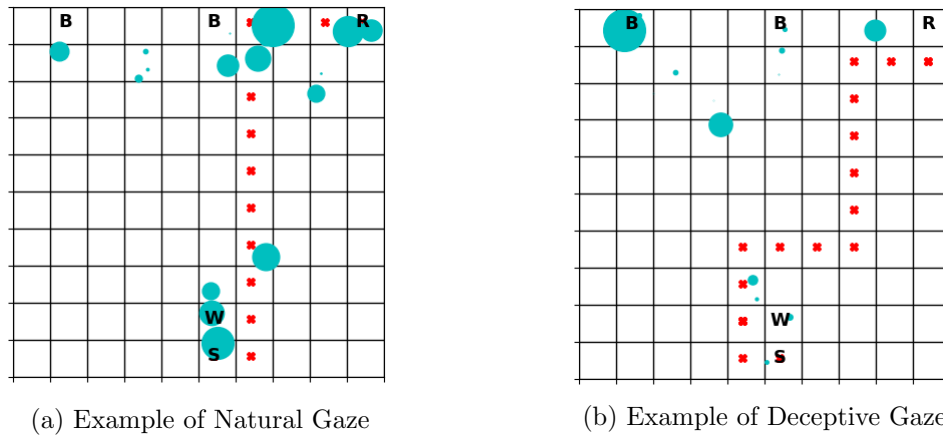 B B R
W
S
B B R
W
S
(a) Example of Natural Gaze
(b) Example of Deceptive Gaze